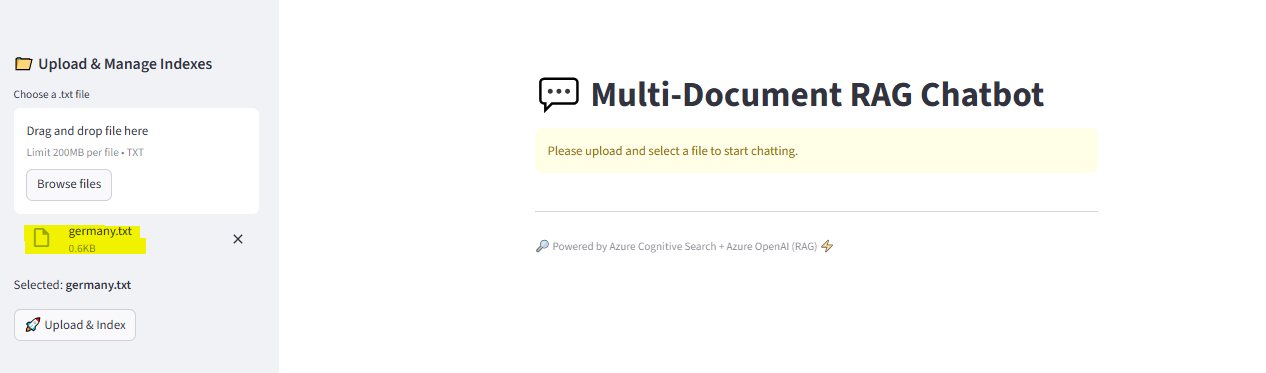 📁 Upload & Manage Indexes
Choose a .txt file
Drag and drop file here
Limit 200MB per file • TXT
Browse files
germany.txt
0.6KB
Selected: germany.txt
🚀 Upload & Index
💬 Multi-Document RAG Chatbot
Please upload and select a file to start chatting.
🔎 Powered by Azure Cognitive Search + Azure OpenAI (RAG) ⚡